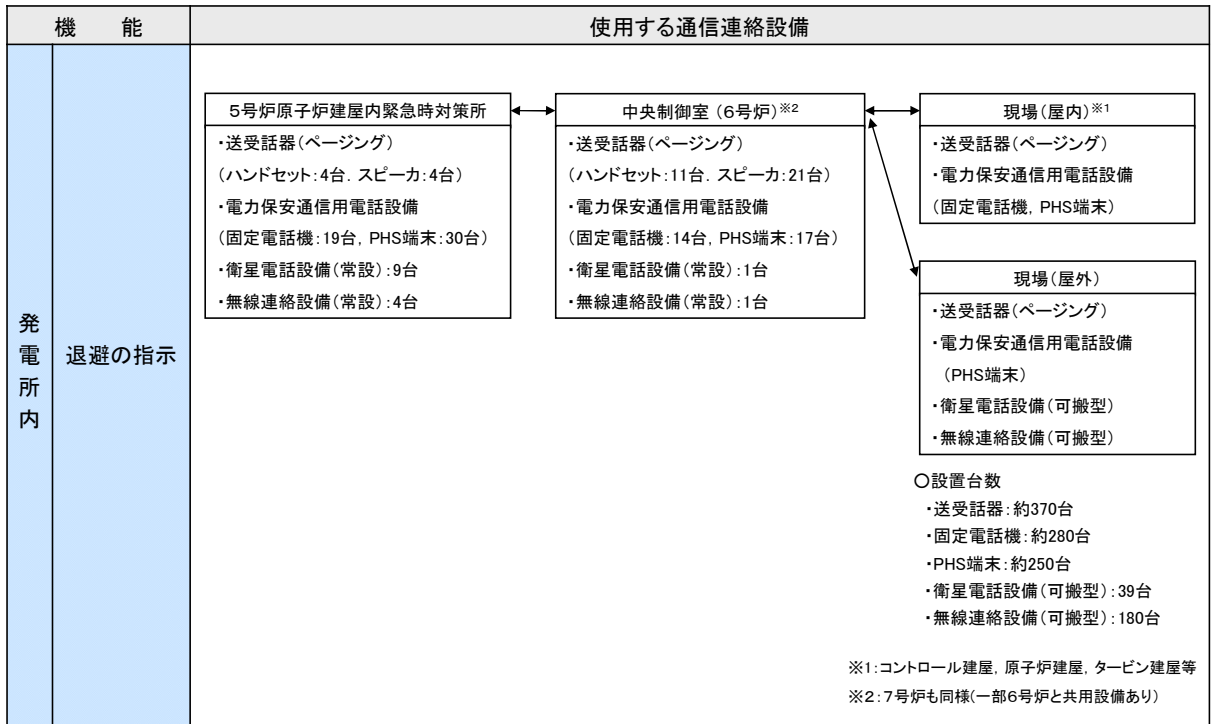 機　能
使用する通信連絡設備
発電所内
退避の指示
5号炉原子炉建屋内緊急時対策所
・送受話器(ページング)
(ハンドセット:4台．スピーカ:4台)
・電力保安通信用電話設備
(固定電話機:19台，PHS端末:30台)
・衛星電話設備(常設):9台
・無線連絡設備(常設):4台
中央制御室(6号炉)※2
・送受話器(ページング)
(ハンドセット:11台．スピーカ:21台)
・電力保安通信用電話設備
(固定電話機:14台，PHS端末:17台)
・衛星電話設備(常設):1台
・無線連絡設備(常設):1台
現場(屋内)※1
・送受話器(ページング)
・電力保安通信用電話設備
(固定電話機，PHS端末)
現場(屋外)
・送受話器(ページング)
・電力保安通信用電話設備
(PHS端末)
・衛星電話設備(可搬型)
・無線連絡設備(可搬型)
○設置台数
・送受話器:約370台
・固定電話機:約280台
・PHS端末:約250台
・衛星電話設備(可搬型):39台
・無線連絡設備(可搬型):180台
※1:コントロール建屋，原子炉建屋，タービン建屋等
※2:7号炉も同様(一部6号炉と共用設備あり)